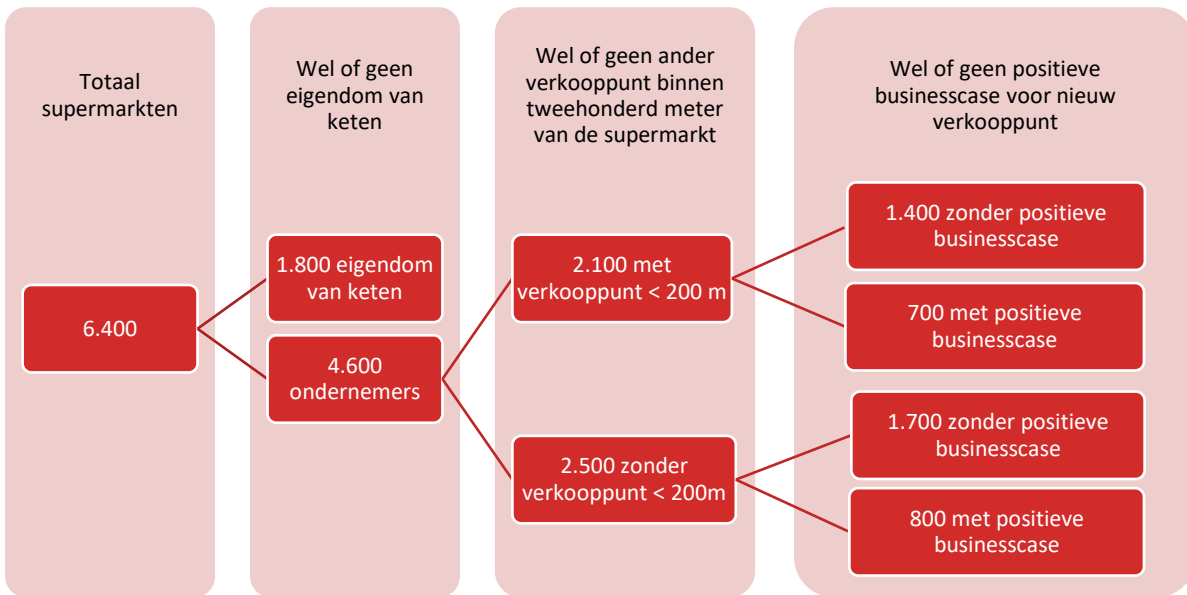 Totaal
supermarkten
Wel of geen
eigendom van
keten
Wel of geen ander
verkooppunt binnen
tweehonderd meter
van de supermarkt
Wel of geen positieve
businesscase voor nieuw
verkooppunt
6.400
1.800 eigendom
van keten
4.600
ondernemers
2.100 met
verkooppunt < 200 m
2.500 zonder
verkooppunt < 200m
1.400 zonder positieve
businesscase
700 met positieve
businesscase
1.700 zonder positieve
businesscase
800 met positieve
businesscase